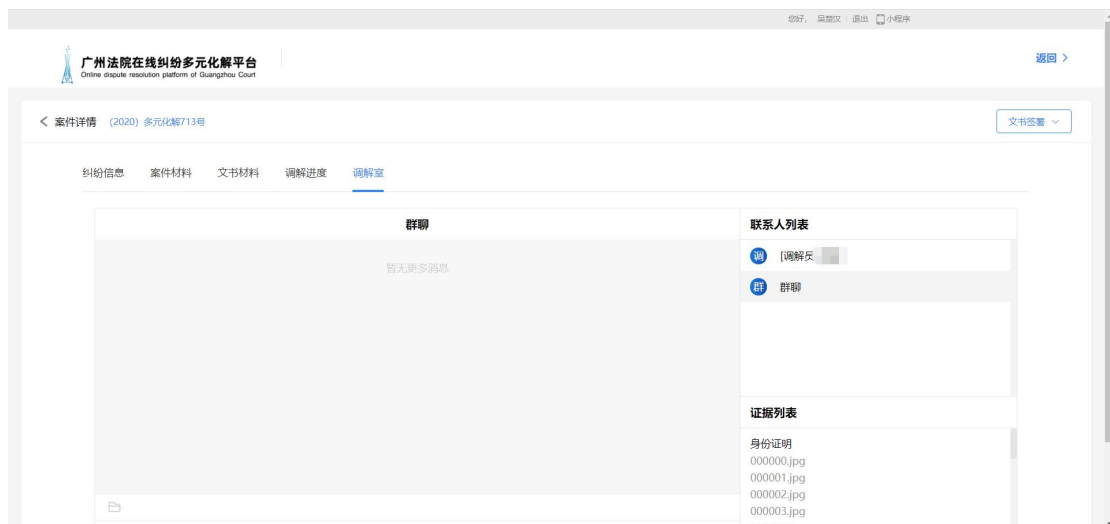 您好， 吴楚汉 | 退出 小程序
广州法院在线纠纷多元化解平台
Online dispute resolution platform of Guangzhou Court
返回 >
< 案件详情 (2020) 多元化解713号
文书签署
纠纷信息 案件材料 文书材料 调解进度 调解室
群聊
联系人列表
暂无更多消息
调 [调解员
群 群聊
证据列表
身份证明
000000.jpg
000001.jpg
000002.jpg
000003.jpg